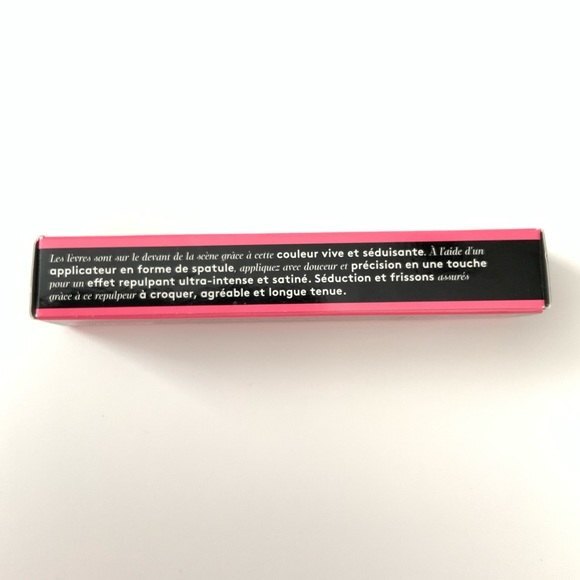 Les lèvres sont sur le devant de la scène grâce à cette couleur vive et séduisante. À l'aide d'un
applicateur en forme de spatule, appliquez avec douceur et précision en une touche
pour un effet repulpant ultra-intense et satiné. Séduction et frissons assurés
grâce à ce repulpeur à croquer, agréable et longue tenue.